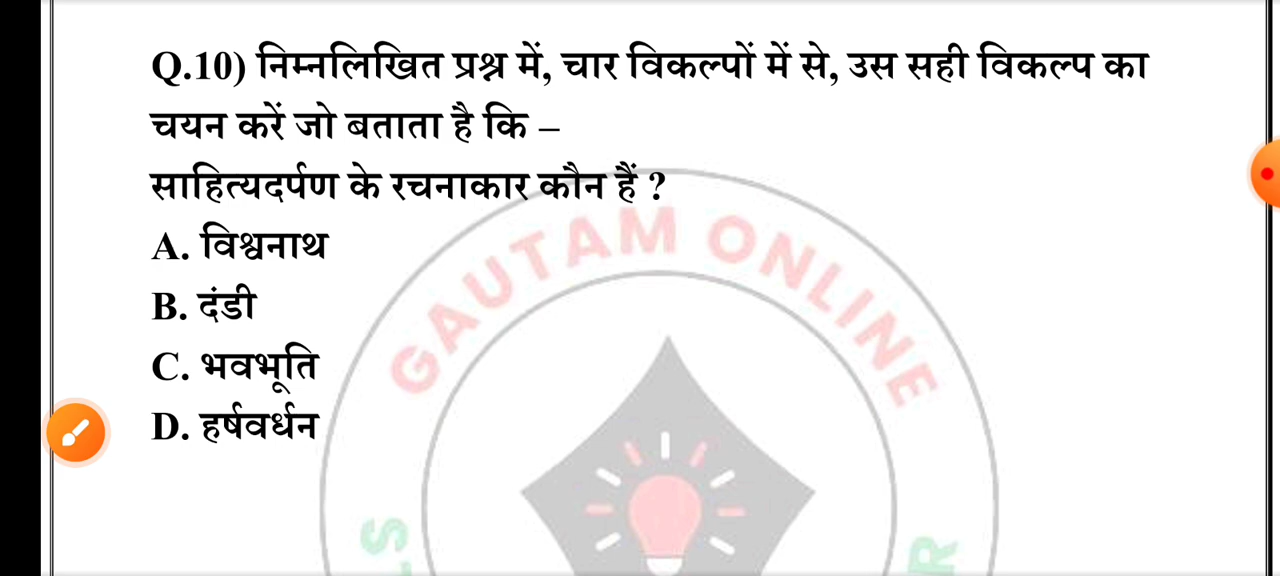 Q.10) निम्नलिखित प्रश्न में, चार विकल्पों में से, उस सही विकल्प का
चयन करें जो बताता है कि –
साहित्यदर्पण के रचनाकार कौन हैं ?
A. विश्वनाथ
B. दंडी
C. भवभूति
D. हर्षवर्धन
GAUTAM ONLINE